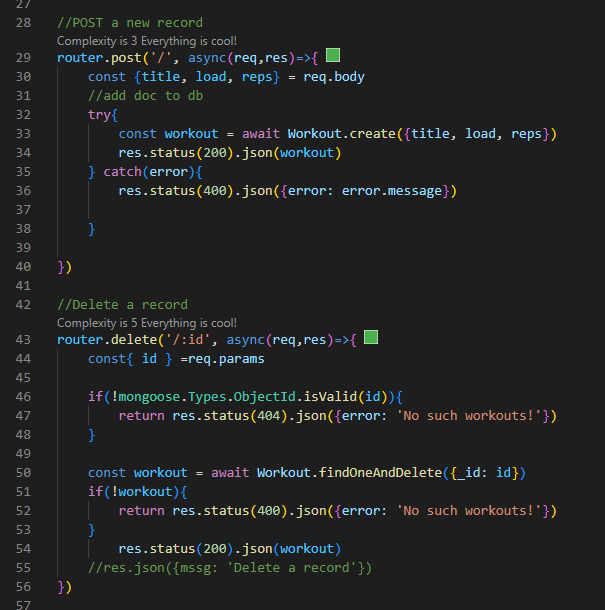 27
28 //POST a new record
Complexity is 3 Everything is cool!
29 router.post('/', async(req,res)=>{
30     const {title, load, reps} = req.body
31     //add doc to db
32     try{
33         const workout = await Workout.create({title, load, reps})
34         res.status(200).json(workout)
35     } catch(error){
36         res.status(400).json({error: error.message})
37
38     }
39
40 })
41
42 //Delete a record
Complexity is 5 Everything is cool!
43 router.delete('/:id', async(req,res)=>{
44     const{ id } =req.params
45
46     if(!mongoose.Types.ObjectId.isValid(id)){
47         return res.status(404).json({error: 'No such workouts!'})
48     }
49
50     const workout = await Workout.findOneAndDelete({_id: id})
51     if(!workout){
52         return res.status(400).json({error: 'No such workouts!'})
53     }
54         res.status(200).json(workout)
55     //res.json({mssg: 'Delete a record'})
56 })
57